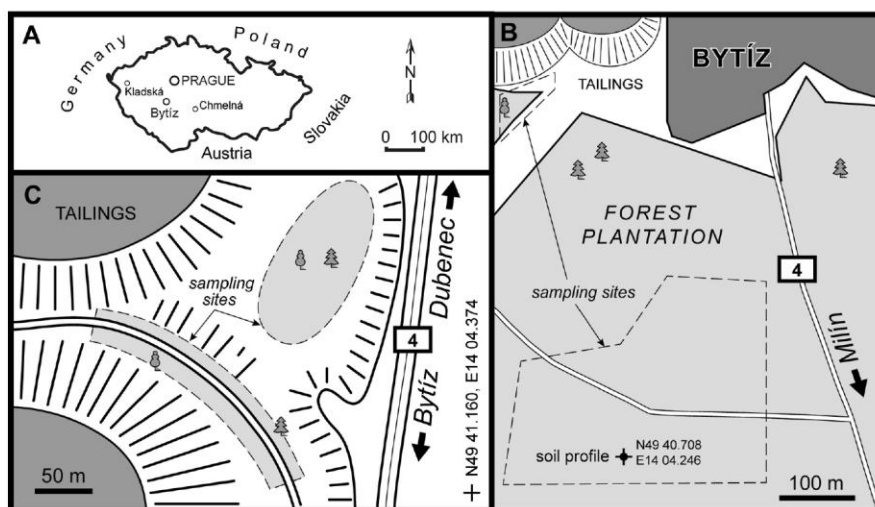 A
Germany
Poland
Kladská
PRAGUE
Bytíz
Chmelná
Slovakia
Austria
N
0 100 km
B
BYTÍZ
TAILINGS
FOREST
PLANTATION
sampling sites
4
Milín
soil profile
N49 40.708
E14 04.246
100 m
C
TAILINGS
sampling
sites
Dubenec
4
Bytíz
N49 41.160, E14 04.374
50 m